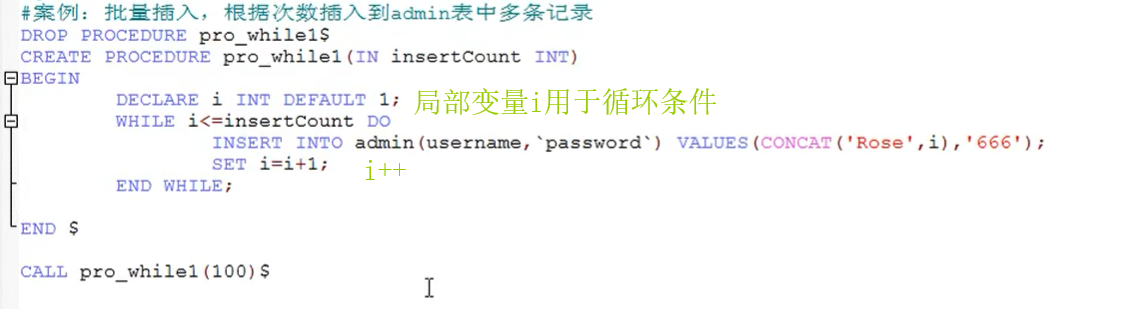 #案例：批量插入，根据次数插入到admin表中多条记录
DROP PROCEDURE pro_while1$
CREATE PROCEDURE pro_while1(IN insertCount INT)
BEGIN
DECLARE i INT DEFAULT 1; 局部变量i用于循环条件
WHILE i<=insertCount DO
INSERT INTO admin(username,`password`) VALUES(CONCAT('Rose',i),'666');
SET i=i+1; i++
END WHILE;
END $
CALL pro_while1(100)$